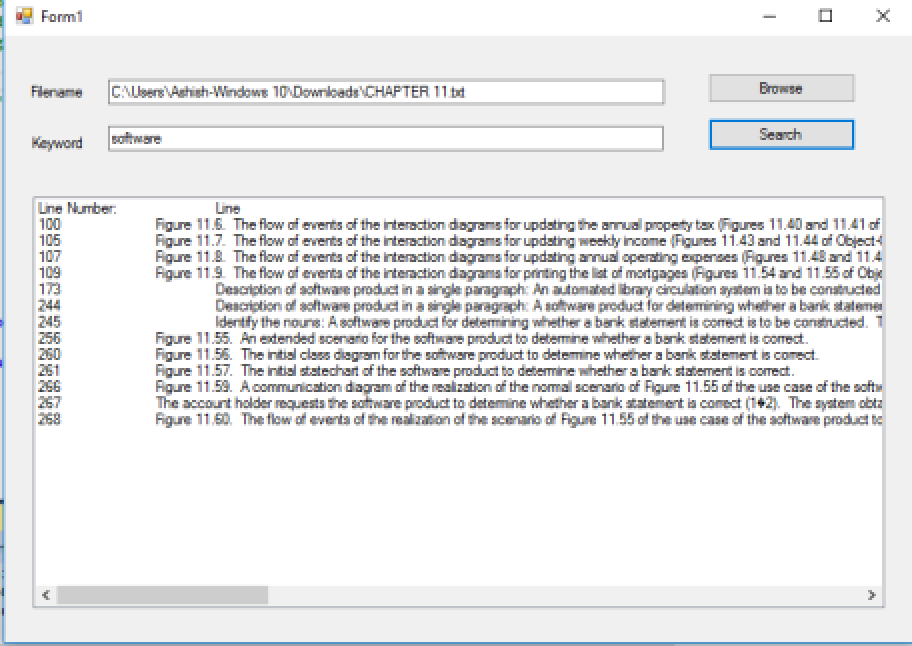 Form1
Filename C:\Users\Ashish-Windows 10\Downloads\CHAPTER 11.txt Browse
Keyword software Search
Line Number: Line
100 Figure 11.6. The flow of events of the interaction diagrams for updating the annual property tax (Figures 11.40 and 11.41 of
105 Figure 11.7. The flow of events of the interaction diagrams for updating weekly income (Figures 11.43 and 11.44 of Object-
107 Figure 11.8. The flow of events of the interaction diagrams for updating annual operating expenses (Figures 11.48 and 11.4
109 Figure 11.9. The flow of events of the interaction diagrams for printing the list of mortgages (Figures 11.54 and 11.55 of Obje
173 Description of software product in a single paragraph: An automated library circulation system is to be constructed
244 Description of software product in a single paragraph: A software product for determining whether a bank stateme
245 Identify the nouns: A software product for determining whether a bank statement is correct is to be constructed. T
256 Figure 11.55. An extended scenario for the software product to determine whether a bank statement is correct.
260 Figure 11.56. The initial class diagram for the software product to determine whether a bank statement is correct.
261 Figure 11.57. The initial statechart of the software product to determine whether a bank statement is correct.
266 Figure 11.59. A communication diagram of the realization of the normal scenario of Figure 11.55 of the use case of the softw
267 The account holder requests the software product to determine whether a bank statement is correct (1�2). The system obta
268 Figure 11.60. The flow of events of the realization of the scenario of Figure 11.55 of the use case of the software product to